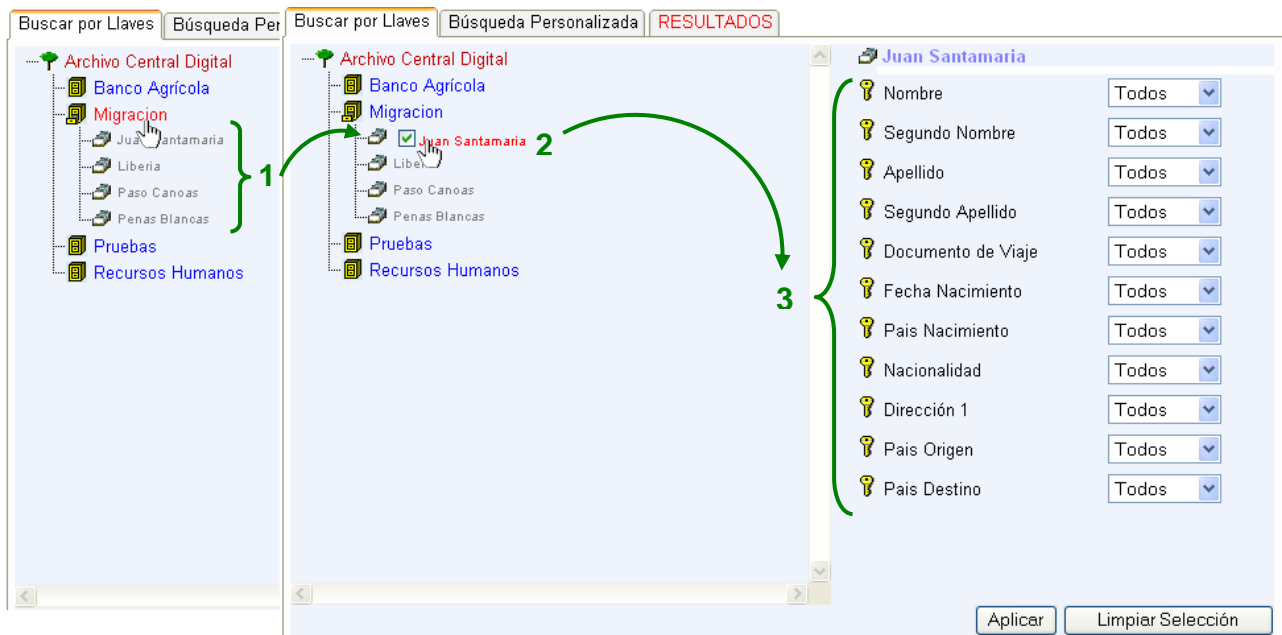 Buscar por Llaves
Búsqueda Per
Archivo Central Digital
Banco Agrícola
Migracion
Juan Santamaria
Liberia
Paso Canoas
Penas Blancas
Pruebas
Recursos Humanos
1
Buscar por Llaves
Búsqueda Personalizada
RESULTADOS
Archivo Central Digital
Banco Agrícola
Migracion
Juan Santamaria
2
Liberia
Paso Canoas
Penas Blancas
Pruebas
Recursos Humanos
3
Juan Santamaria
Nombre Todos
Segundo Nombre Todos
Apellido Todos
Segundo Apellido Todos
Documento de Viaje Todos
Fecha Nacimiento Todos
Pais Nacimiento Todos
Nacionalidad Todos
Dirección 1 Todos
Pais Origen Todos
Pais Destino Todos
Aplicar
Limpiar Selección